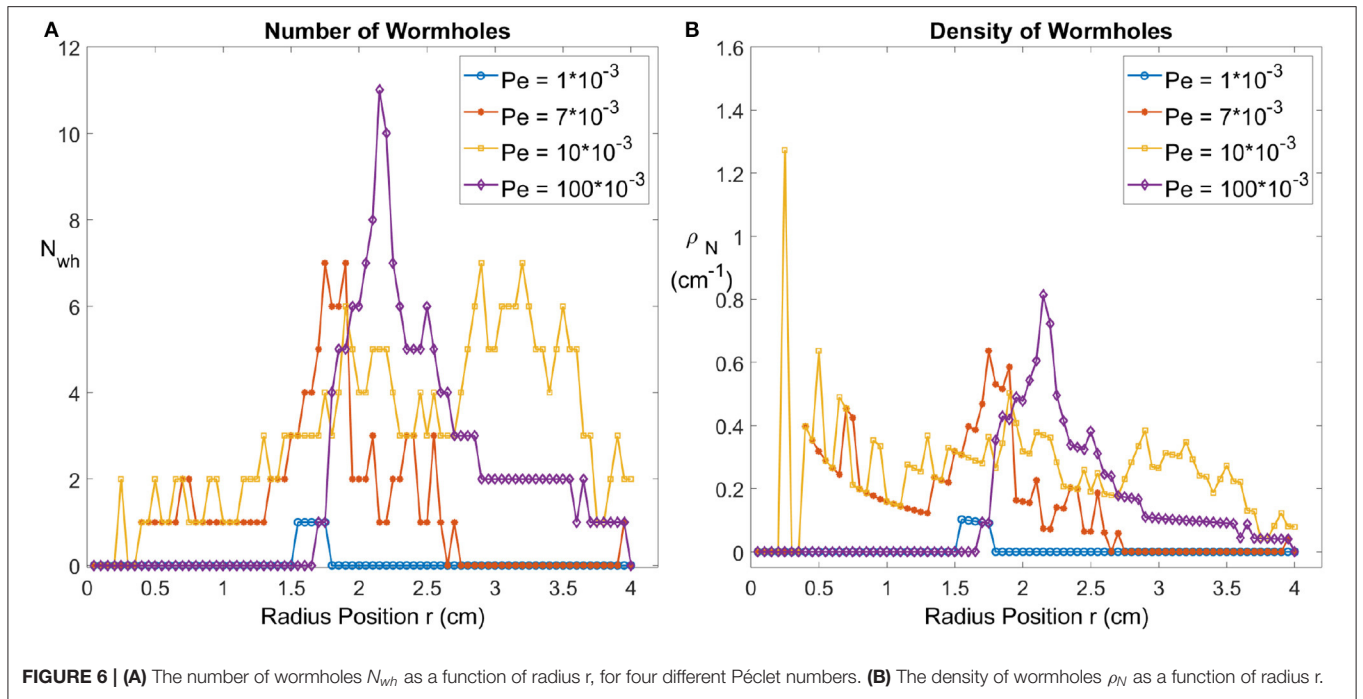 A
Number of Wormholes
12
10
8
6
4
2
0
N_wh
Pe = 1*10^-3
Pe = 7*10^-3
Pe = 10*10^-3
Pe = 100*10^-3
0 0.5 1 1.5 2 2.5 3 3.5 4
Radius Position r (cm)
B
Density of Wormholes
1.6
1.4
1.2
1
0.8
0.6
0.4
0.2
0
ρ_N
(cm^-1)
Pe = 1*10^-3
Pe = 7*10^-3
Pe = 10*10^-3
Pe = 100*10^-3
0 0.5 1 1.5 2 2.5 3 3.5 4
Radius Position r (cm)
FIGURE 6 | (A) The number of wormholes N_wh as a function of radius r, for four different Péclet numbers. (B) The density of wormholes ρ_N as a function of radius r.